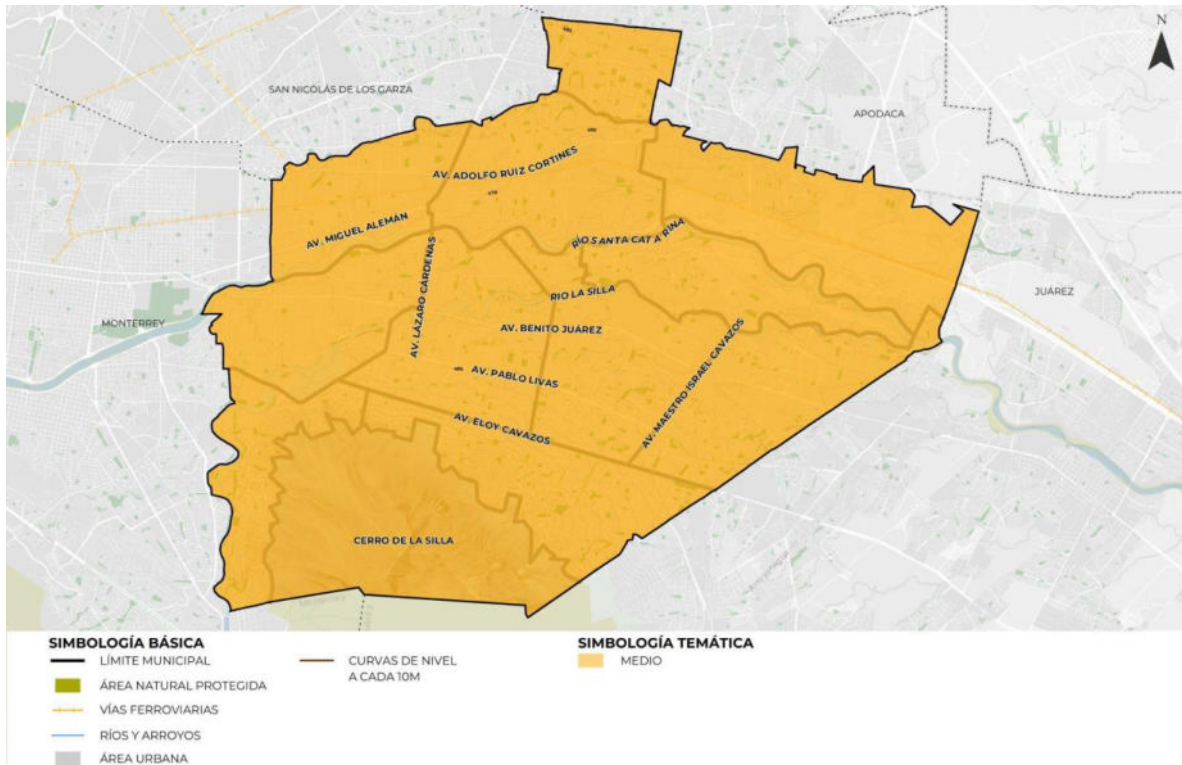 N
SAN NICOLÁS DE LOS GARZA
APODACA
AV. ADOLFO RUIZ CORTINES
AV. MIGUEL ALEMÁN
RÍO SANTA CATARINA
AV. LÁZARO CÁRDENAS
RIO LA SILLA
JUÁREZ
MONTERREY
AV. BENITO JUÁREZ
AV. PABLO LIVAS
AV. MAESTRO ISRAEL CAVAZOS
AV. ELOY CAVAZOS
CERRO DE LA SILLA
SIMBOLOGÍA BÁSICA
LÍMITE MUNICIPAL
ÁREA NATURAL PROTEGIDA
VÍAS FERROVIARIAS
RÍOS Y ARROYOS
ÁREA URBANA
CURVAS DE NIVEL
A CADA 10M
SIMBOLOGÍA TEMÁTICA
MEDIO